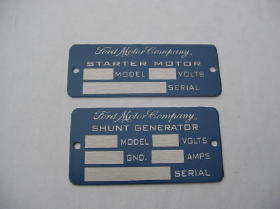 Ford Motor Company
STARTER MOTOR
MODEL VOLTS
SERIAL
Ford Motor Company
SHUNT GENERATOR
MODEL VOLTS
GND. AMPS
SERIAL